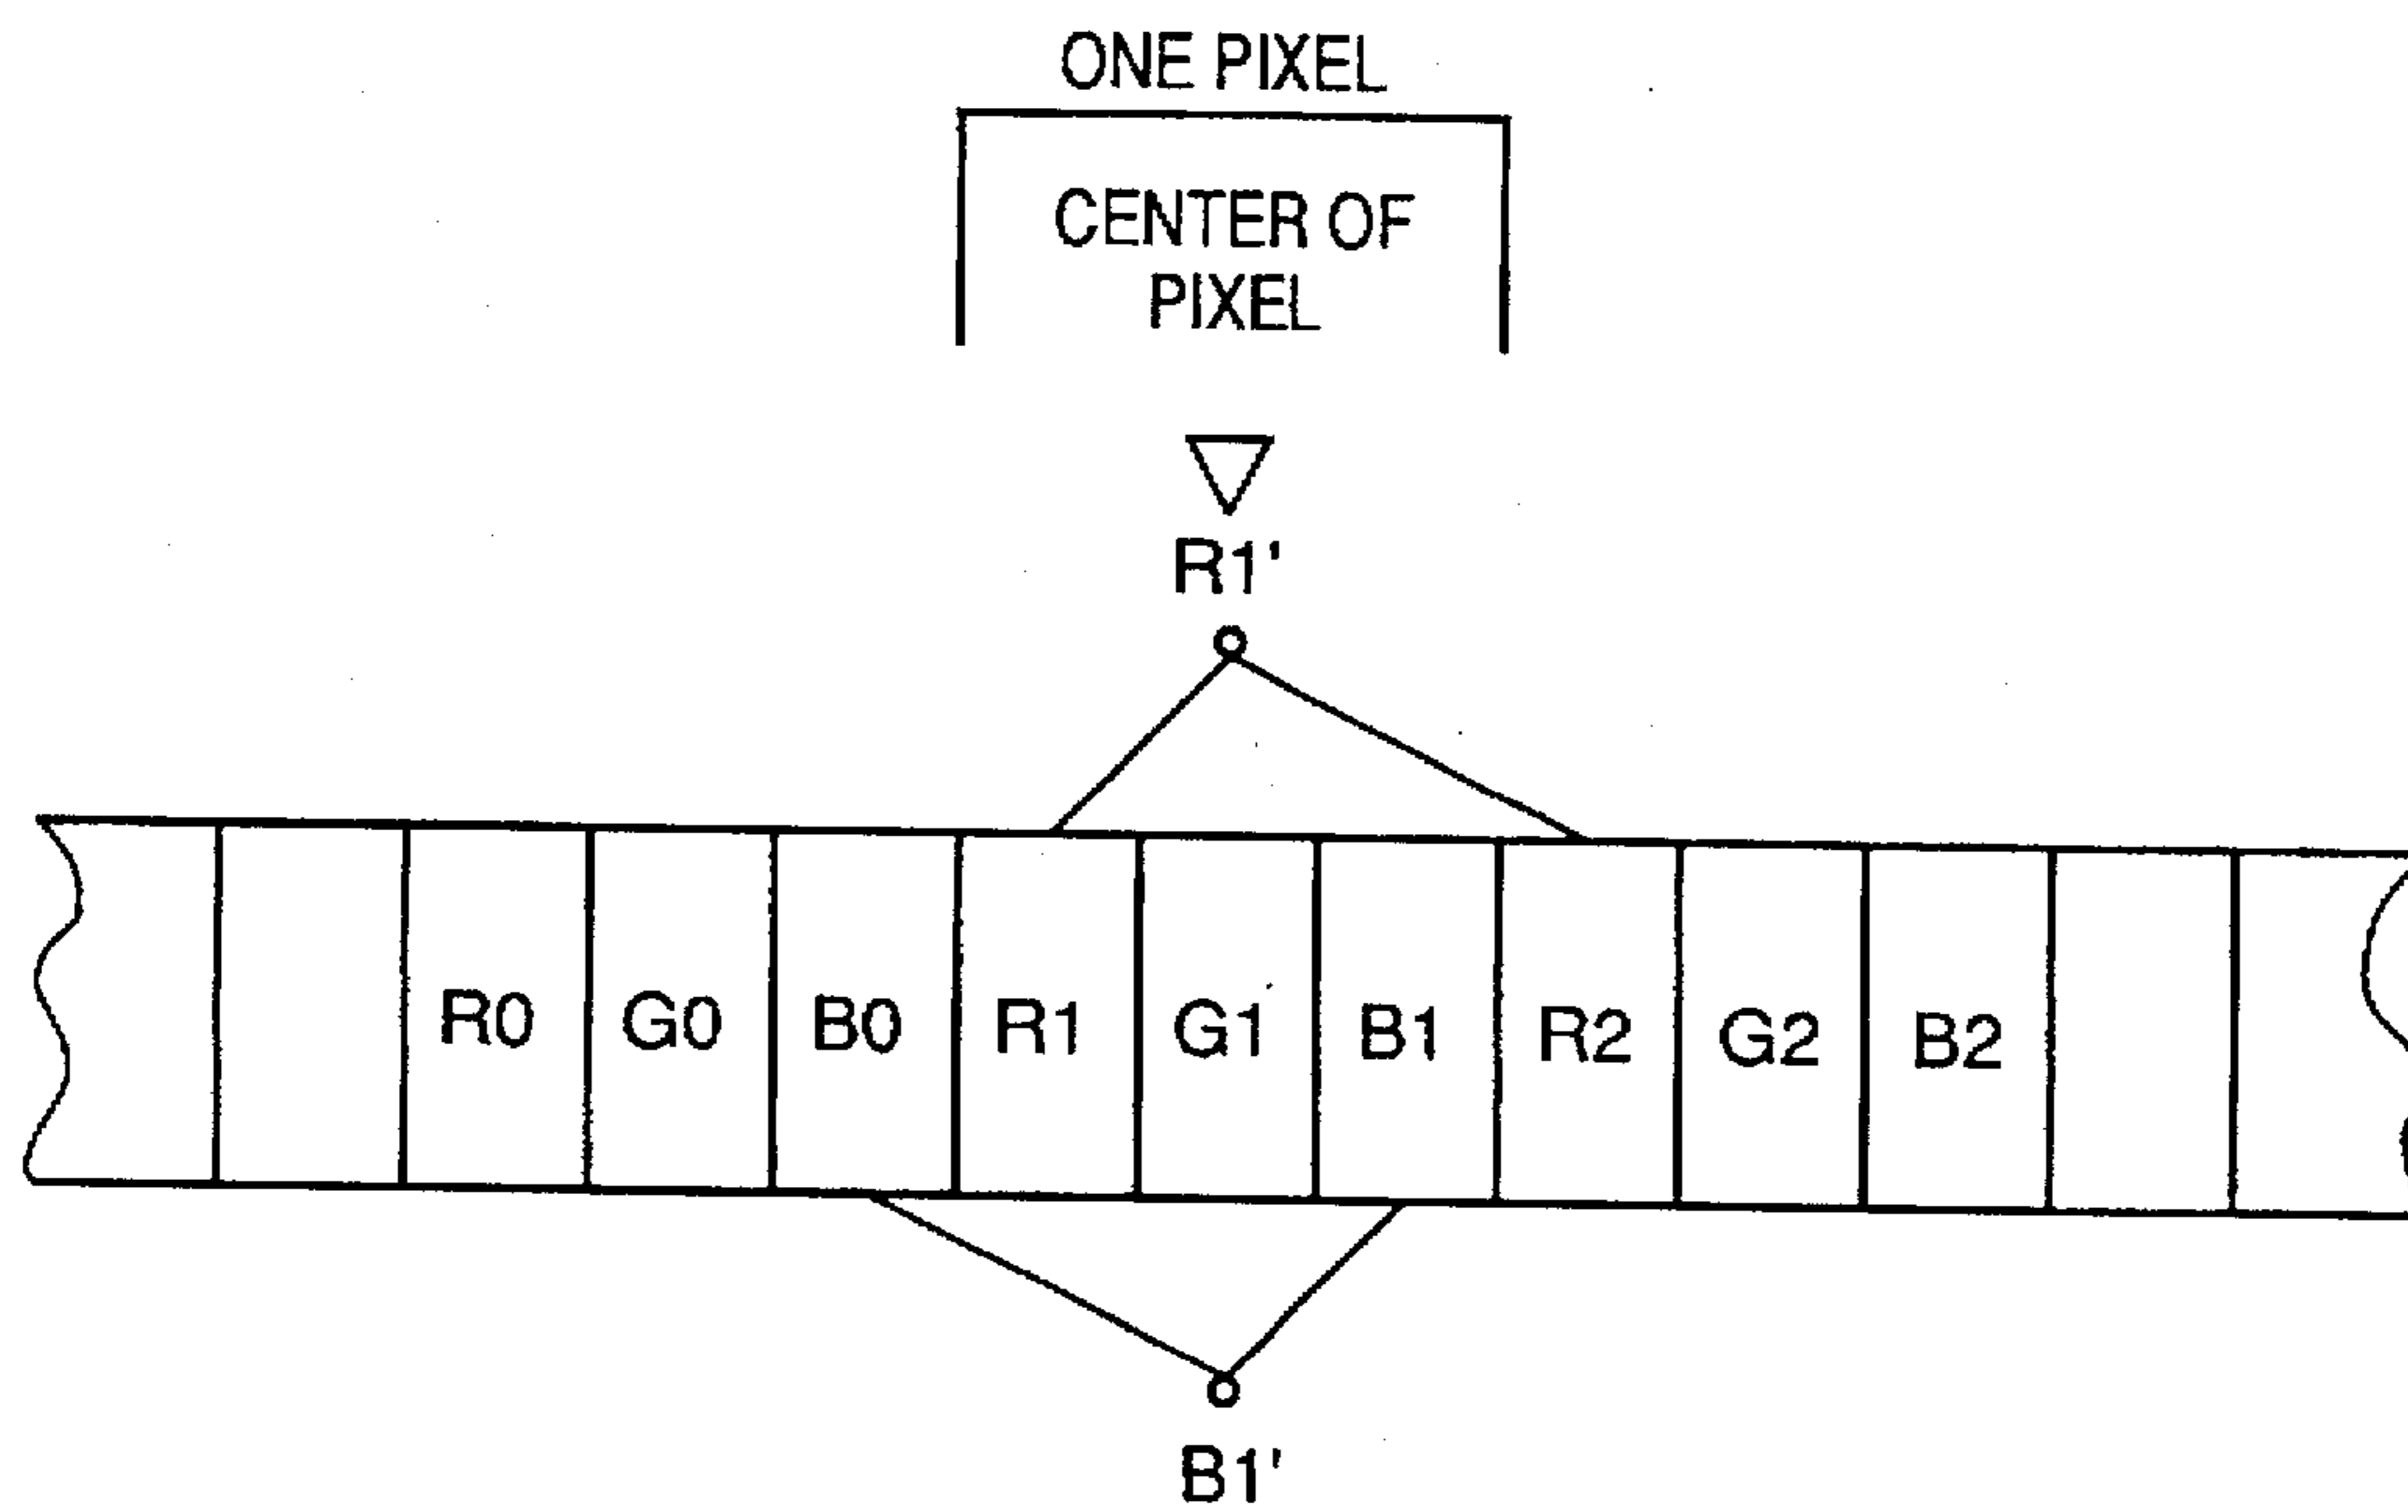 ONE PIXEL
CENTER OF
PIXEL
R1'
R0 G0 B0 R1 G1 B1 R2 G2 B2
B1'